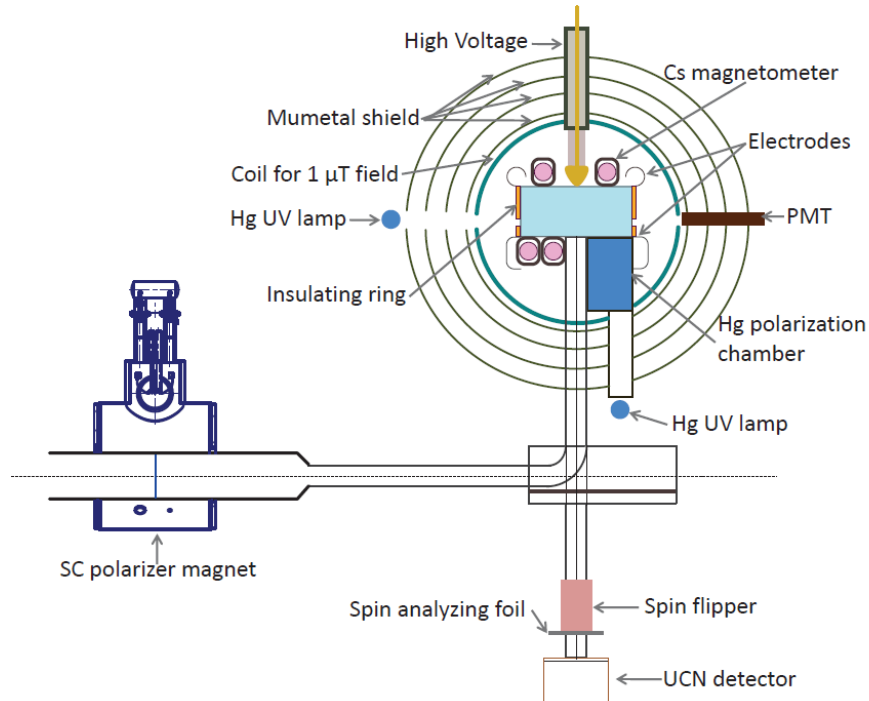 High Voltage
Cs magnetometer
Mumetal shield
Electrodes
Coil for 1 µT field
Hg UV lamp
PMT
Insulating ring
Hg polarization
chamber
Hg UV lamp
SC polarizer magnet
Spin analyzing foil
Spin flipper
UCN detector